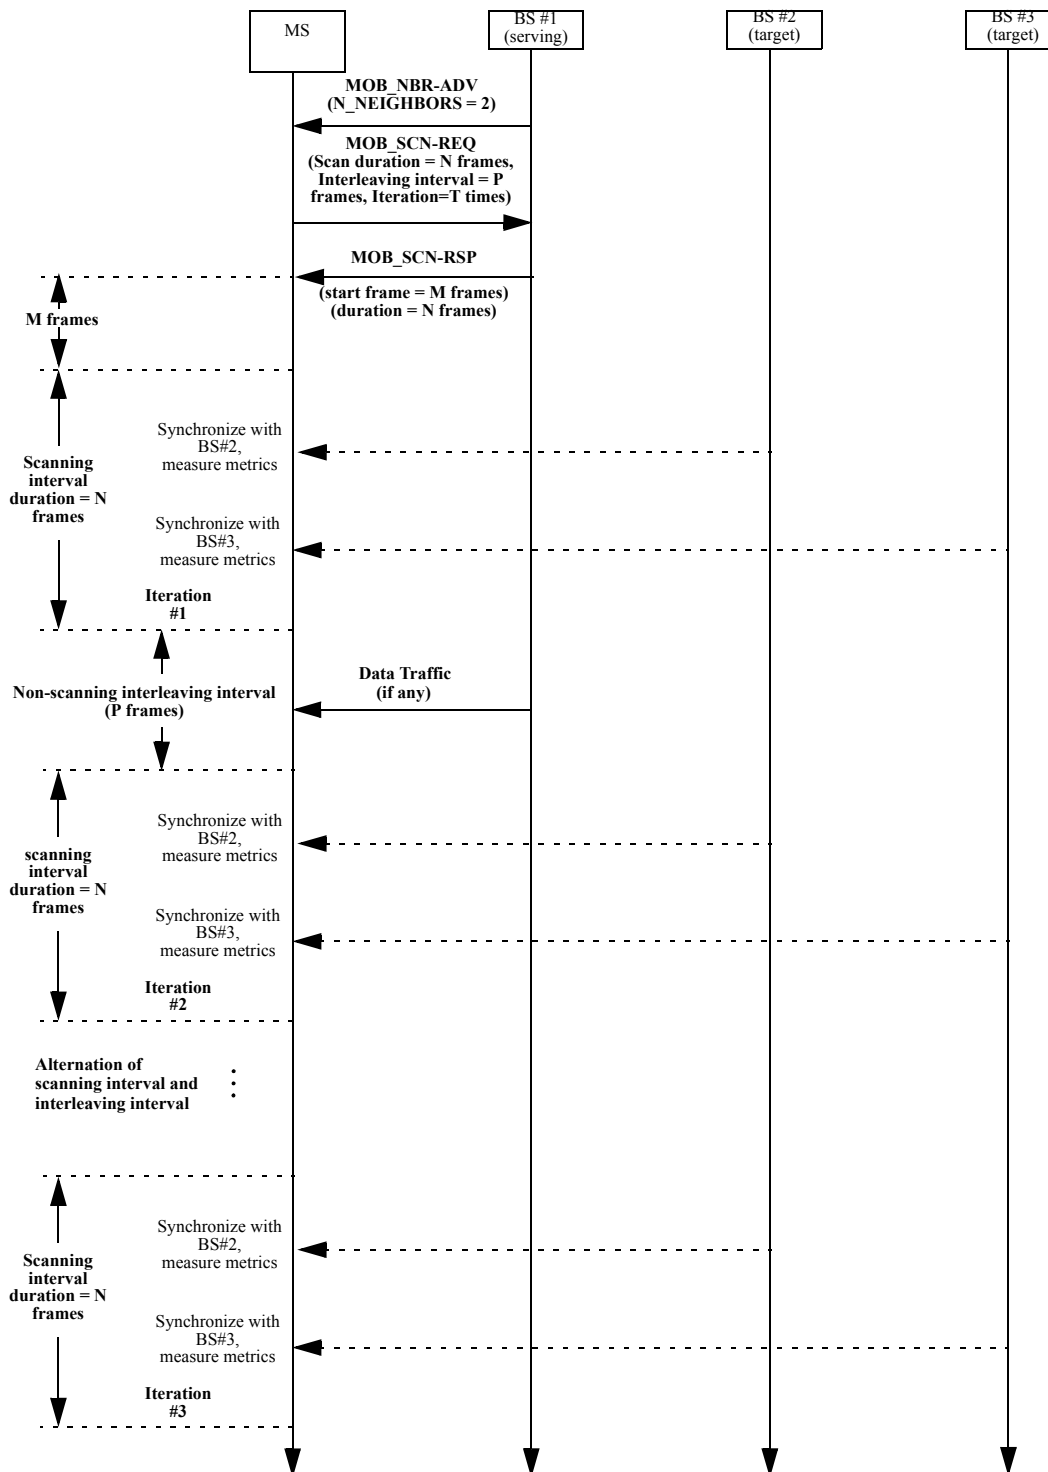 MS
BS #1
(serving)
BS #2
(target)
BS #3
(target)
MOB_NBR-ADV
(N_NEIGHBORS = 2)
MOB_SCN-REQ
(Scan duration = N frames,
Interleaving interval = P
frames, Iteration=T times)
MOB_SCN-RSP
(start frame = M frames)
(duration = N frames)
M frames
Synchronize with
BS#2,
measure metrics
Scanning
interval
duration = N
frames
Synchronize with
BS#3,
measure metrics
Iteration
#1
Non-scanning interleaving interval
(P frames)
Data Traffic
(if any)
Synchronize with
BS#2,
measure metrics
scanning
interval
duration = N
frames
Synchronize with
BS#3,
measure metrics
Iteration
#2
Alternation of
scanning interval and
interleaving interval
Synchronize with
BS#2,
measure metrics
Scanning
interval
duration = N
frames
Synchronize with
BS#3,
measure metrics
Iteration
#3